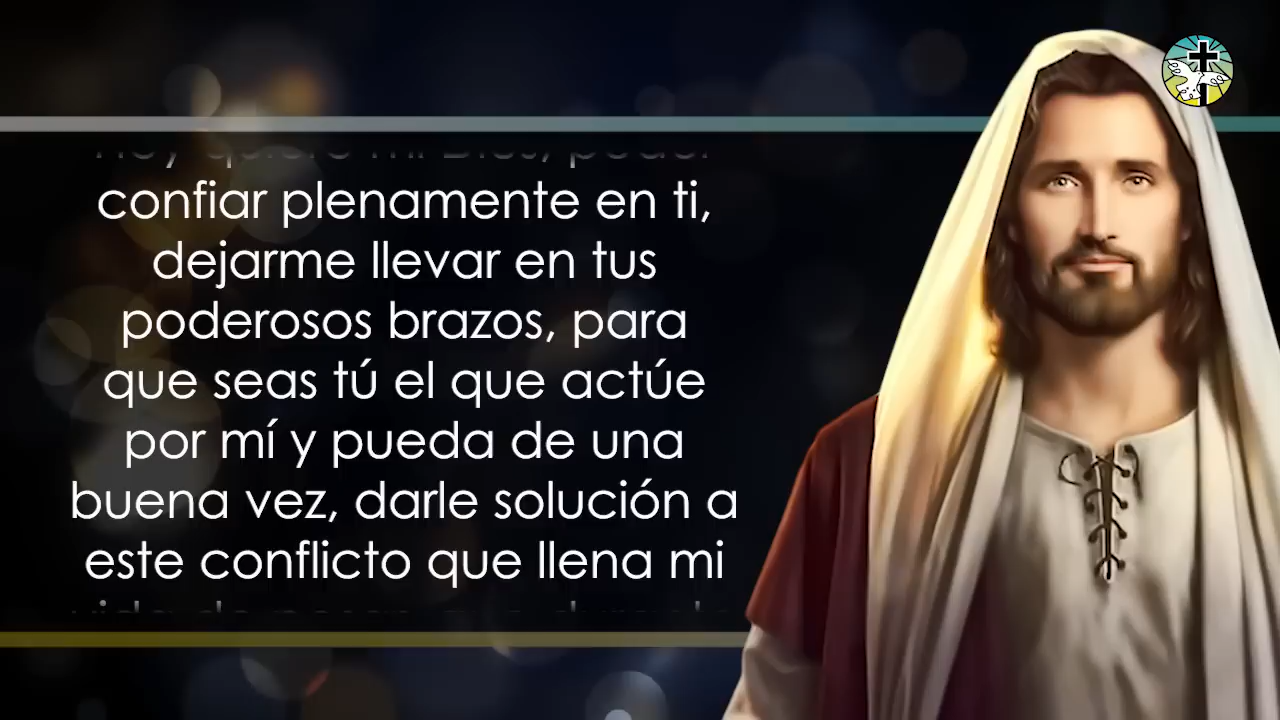 confiar plenamente en ti,
dejarme llevar en tus
poderosos brazos, para
que seas tú el que actúe
por mí y pueda de una
buena vez, darle solución a
este conflicto que llena mi